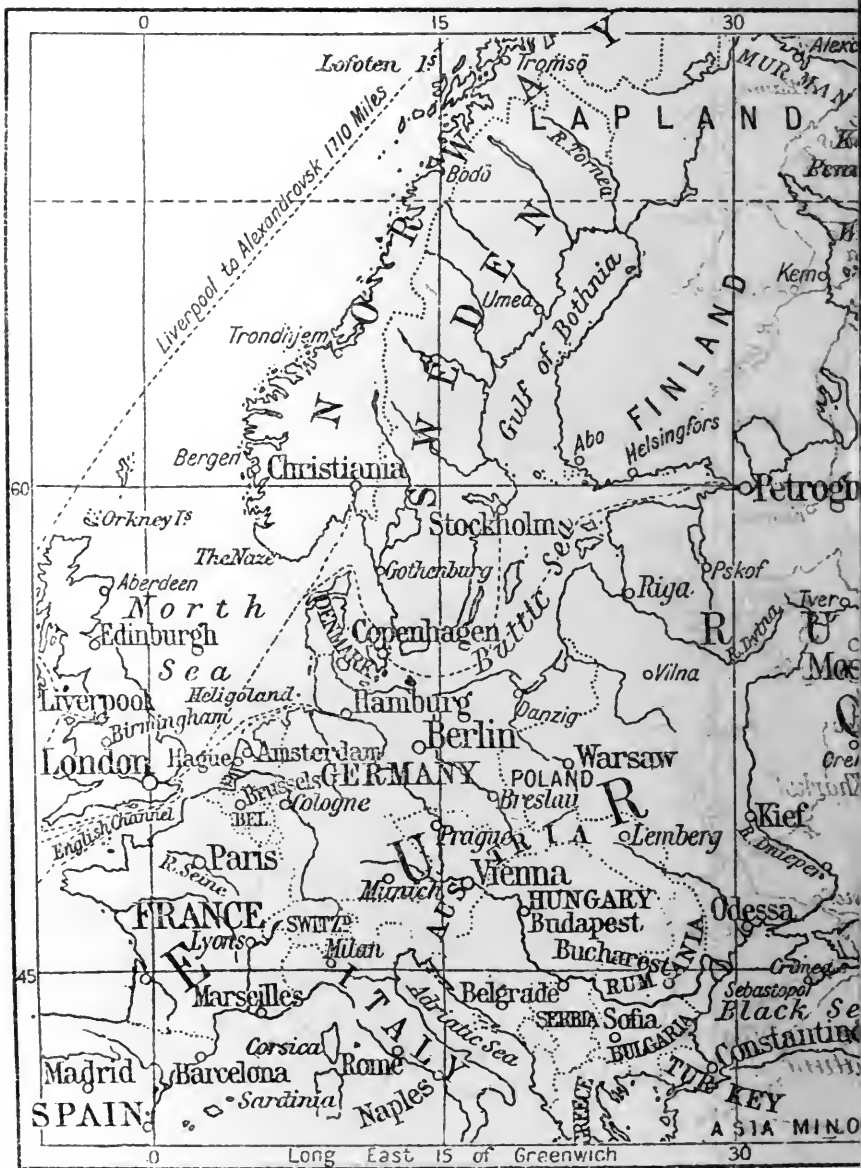 0 15 30
Lofoten Iˢ
Tromsö
Alexa
MURMAN
Liverpool to Alexandrovsk 1710 Miles
LAPLAND
R. Tornea
Bodö
NORWAY
SWEDEN
Umea
Gulf of Bothnia
Kem
FINLAND
Trondhjem
Bergen
Christiania
Abo
Helsingfors
60
Petrogr
Orkney Iˢ
Stockholm
The Naze
Gothenburg
Baltic Sea
Pskof
Aberdeen
Riga
Tver
North
Sea
Edinburgh
DENMARK
Copenhagen
R. Dvina
R U
Mos
Vilna
Heligoland
Liverpool
Hamburg
Danzig
Birmingham
Berlin
Hague
Amsterdam
Warsaw
London
Brussels
GERMANY
POLAND
BEL
Cologne
Breslau
Kief
English Channel
Prague
Lemberg
R. Dnieper
Paris
R. Seine
Munich
Vienna
AUSTRIA
HUNGARY
Budapest
Odessa
FRANCE
SWITZᴰ
Lyons
Milan
Bucharest
RUMANIA
Crimea
45
E U R
Marseilles
ITALY
Adriatic Sea
Belgrade
Sebastopol
Black Se
SERBIA
Sofia
BULGARIA
Constantino
Madrid
Barcelona
Corsica
Rome
TURKEY
Sardinia
Naples
GREECE
SPAIN
ASIA MINO
0 Long East 15 of Greenwich 30